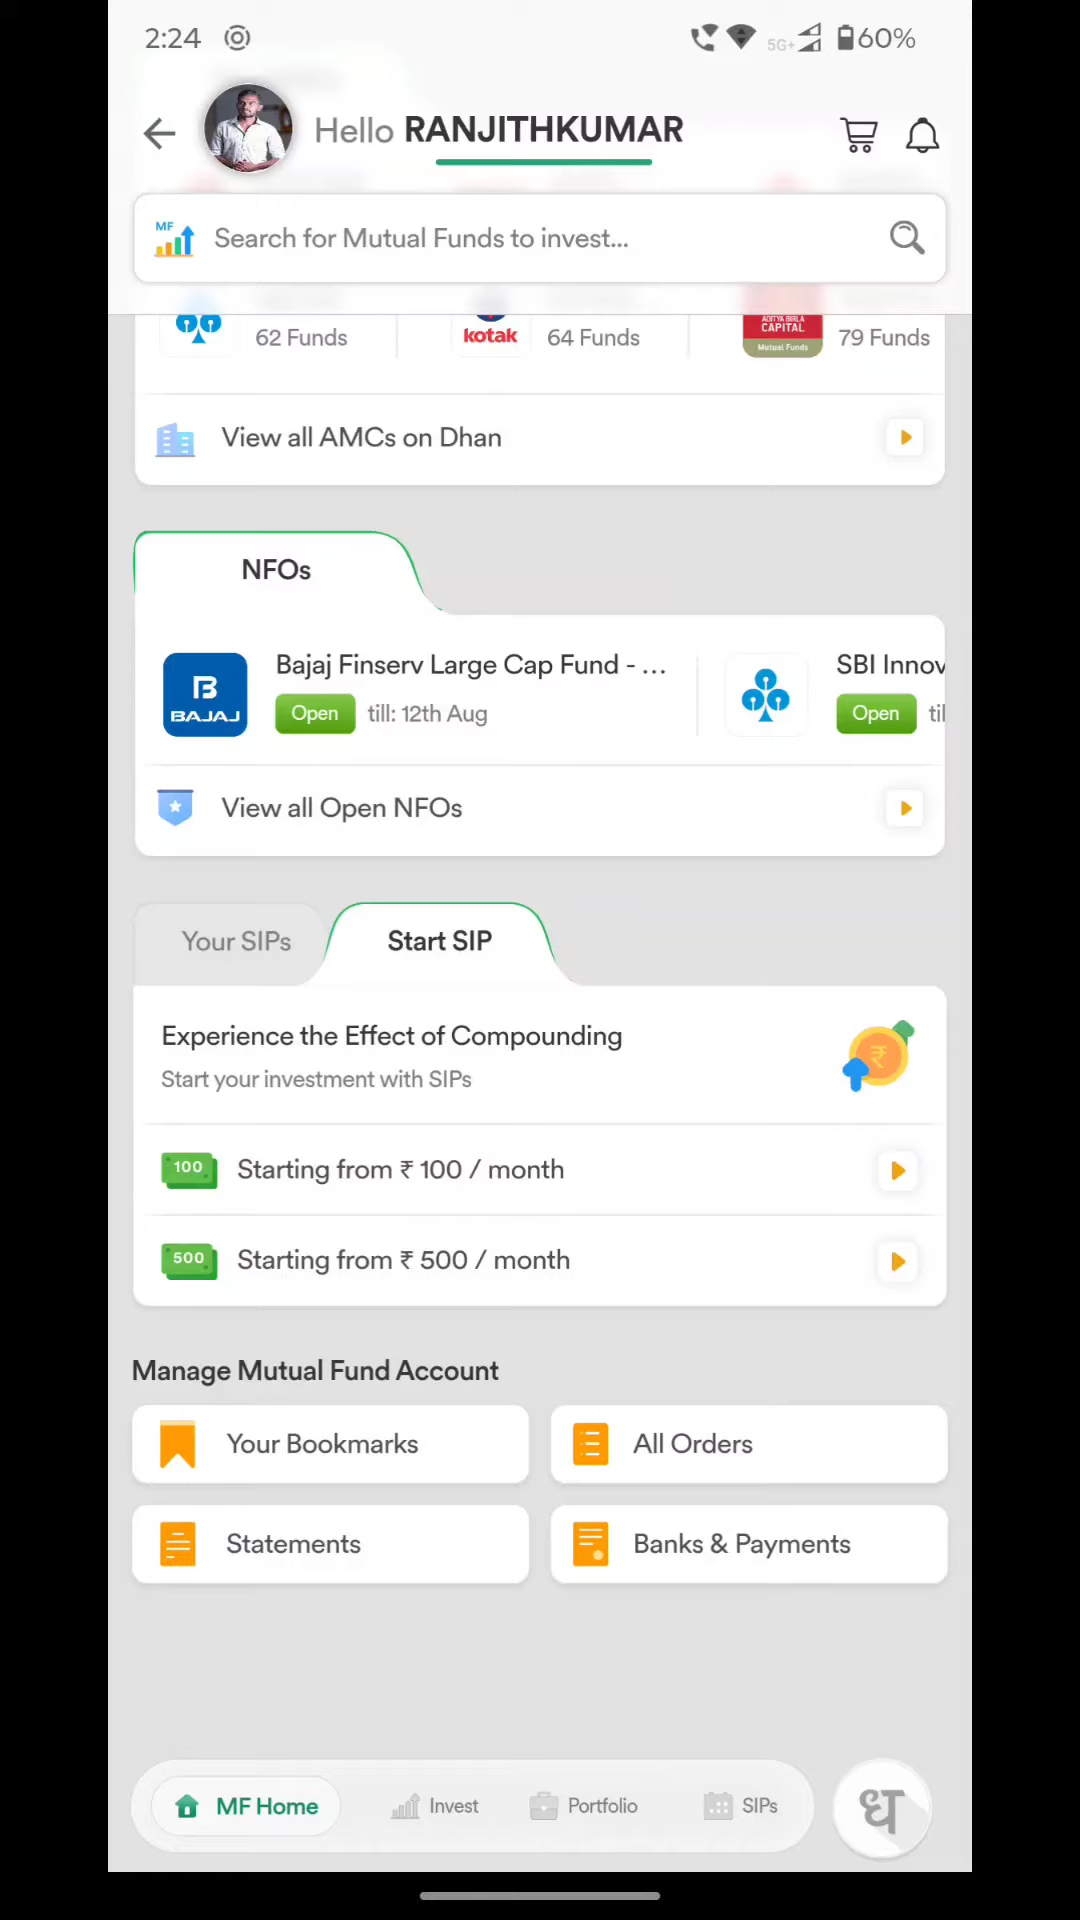 2:24
5G+
60%
Hello RANJITHKUMAR
MF
Search for Mutual Funds to invest...
62 Funds
kotak
64 Funds
ADITYA BIRLA
CAPITAL
Mutual Funds
79 Funds
View all AMCs on Dhan
NFOs
BAJAJ
Bajaj Finserv Large Cap Fund - ...
Open till: 12th Aug
SBI Innov
Open til
View all Open NFOs
Your SIPs
Start SIP
Experience the Effect of Compounding
Start your investment with SIPs
₹
100
Starting from ₹ 100 / month
500
Starting from ₹ 500 / month
Manage Mutual Fund Account
Your Bookmarks
All Orders
Statements
Banks & Payments
MF Home
Invest
Portfolio
SIPs
ध